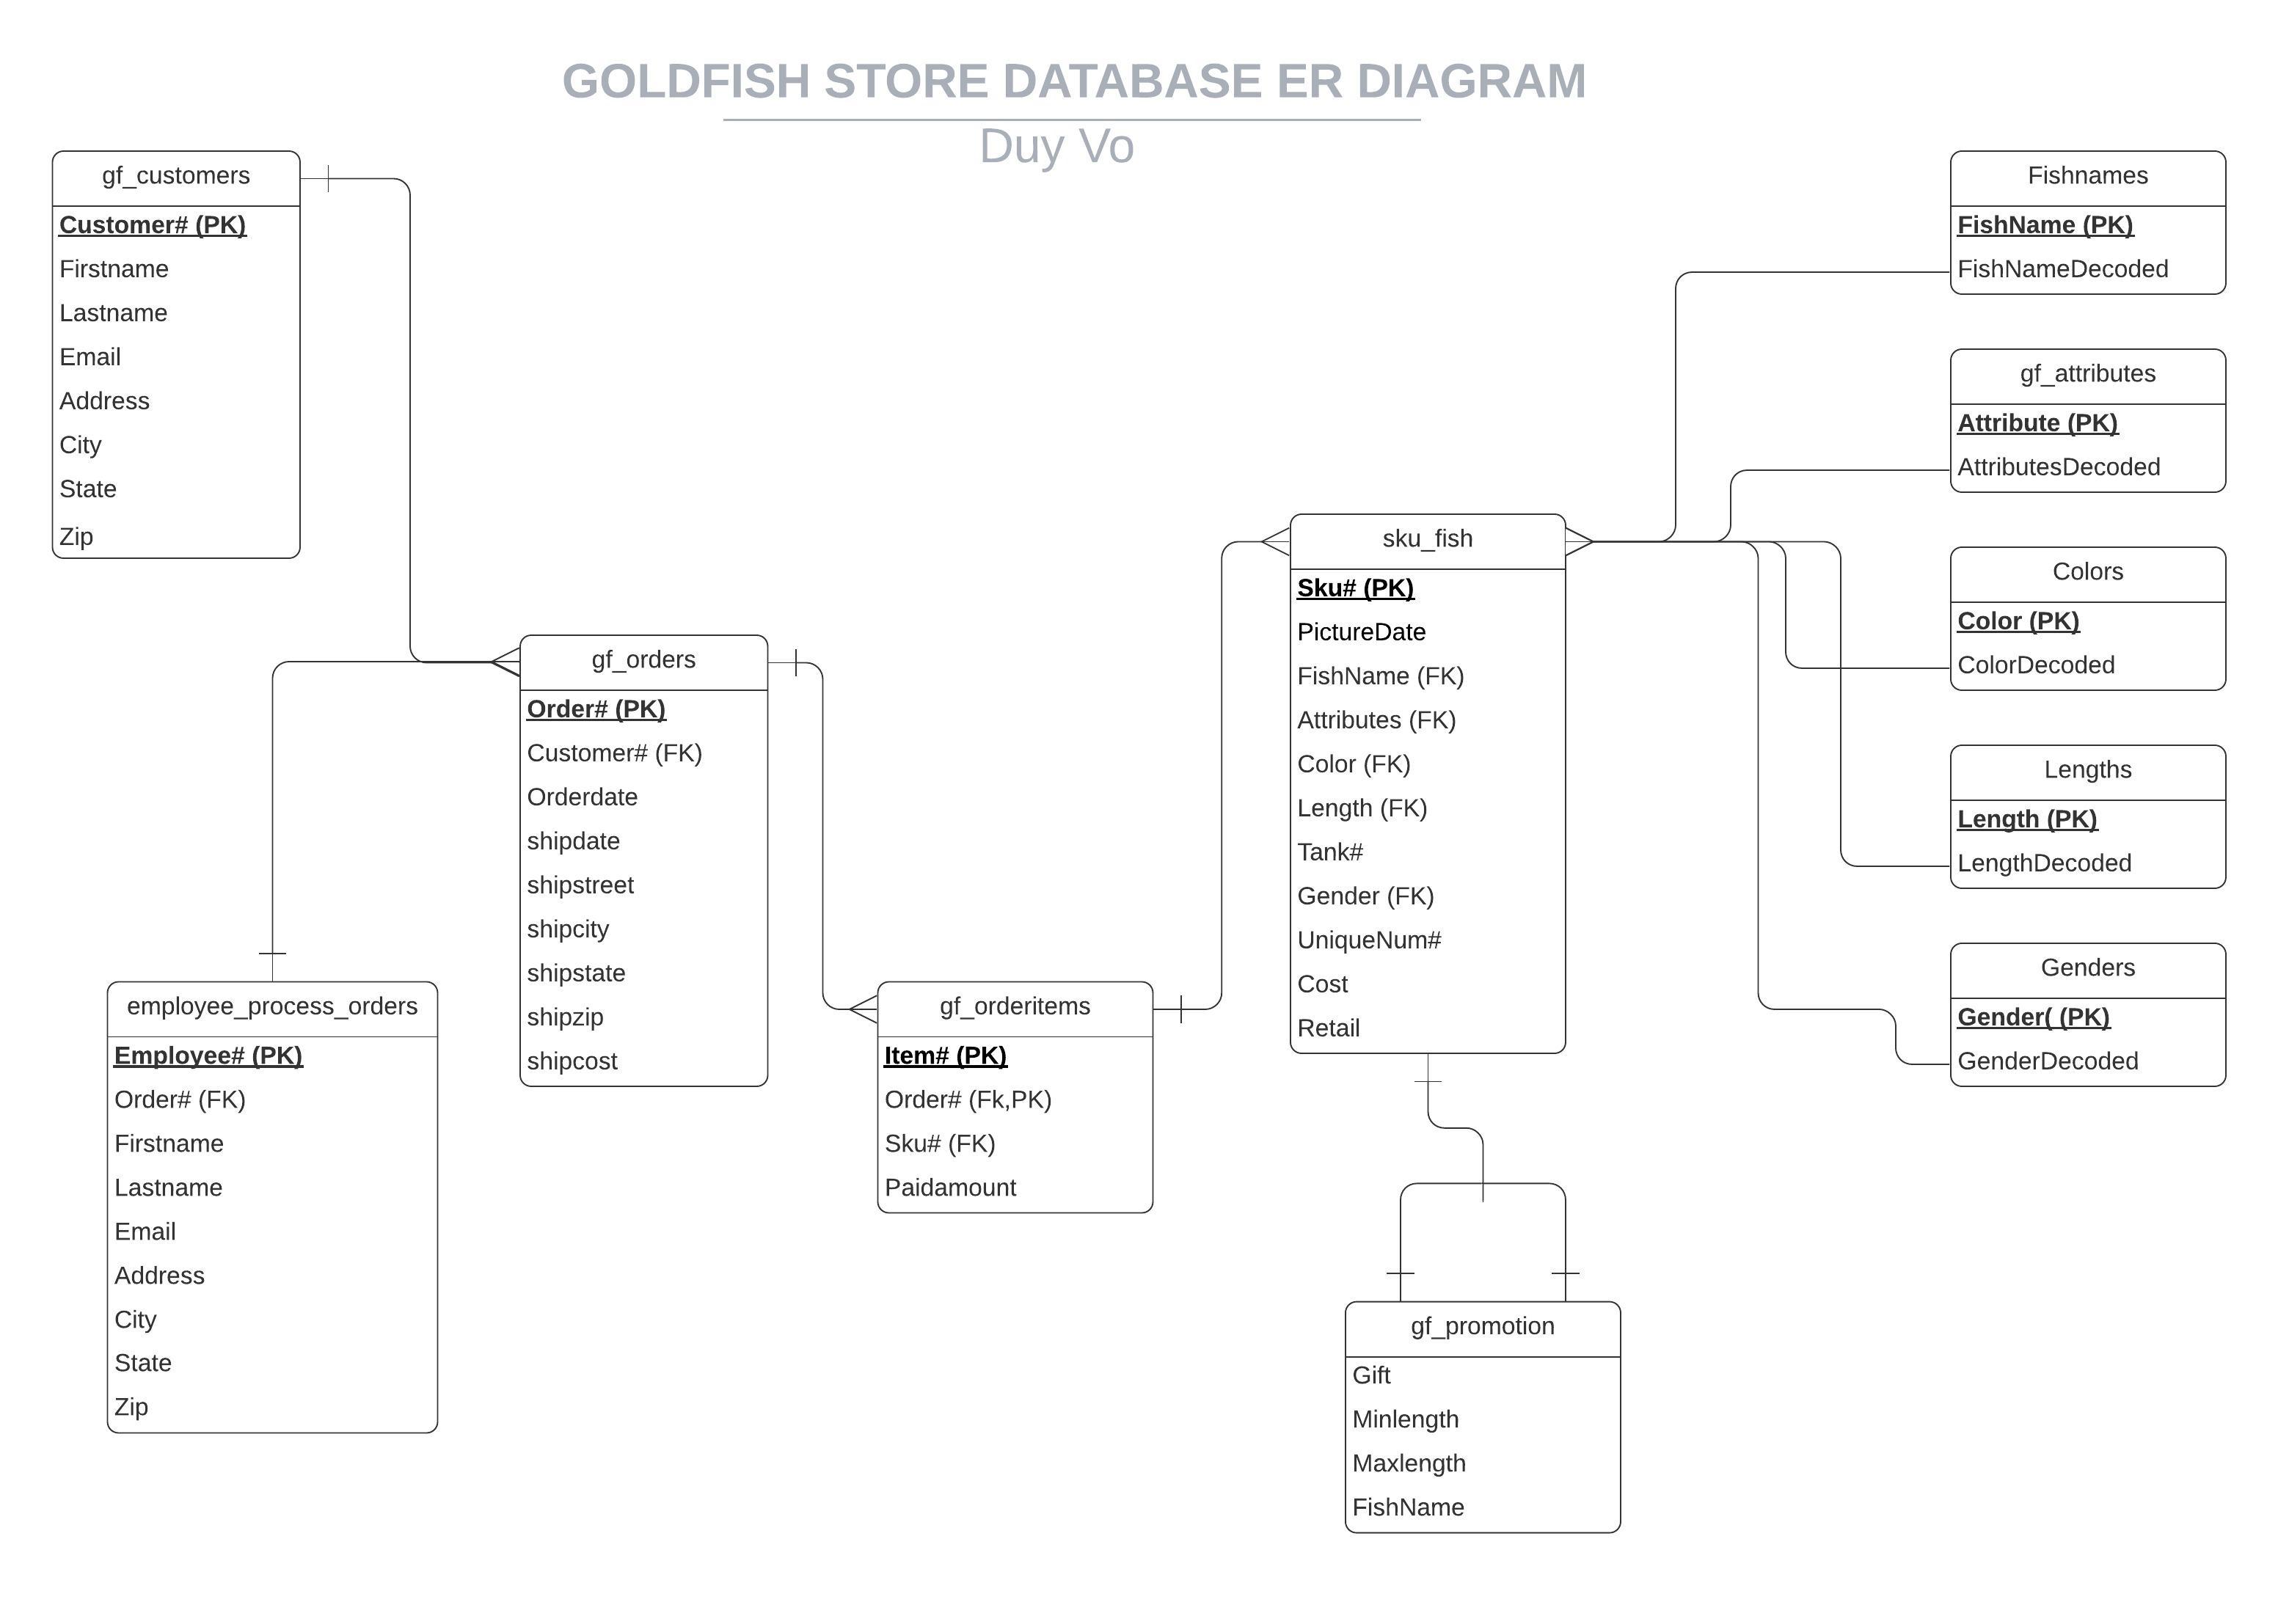 GOLDFISH STORE DATABASE ER DIAGRAM
Duy Vo
gf_customers
Customer# (PK)
Firstname
Lastname
Email
Address
City
State
Zip
employee_process_orders
Employee# (PK)
Order# (FK)
Firstname
Lastname
Email
Address
City
State
Zip
gf_orders
Order# (PK)
Customer# (FK)
Orderdate
shipdate
shipstreet
shipcity
shipstate
shipzip
shipcost
gf_orderitems
Item# (PK)
Order# (Fk,PK)
Sku# (FK)
Paidamount
sku_fish
Sku# (PK)
PictureDate
FishName (FK)
Attributes (FK)
Color (FK)
Length (FK)
Tank#
Gender (FK)
UniqueNum#
Cost
Retail
gf_promotion
Gift
Minlength
Maxlength
FishName
Fishnames
FishName (PK)
FishNameDecoded
gf_attributes
Attribute (PK)
AttributesDecoded
Colors
Color (PK)
ColorDecoded
Lengths
Length (PK)
LengthDecoded
Genders
Gender( (PK)
GenderDecoded